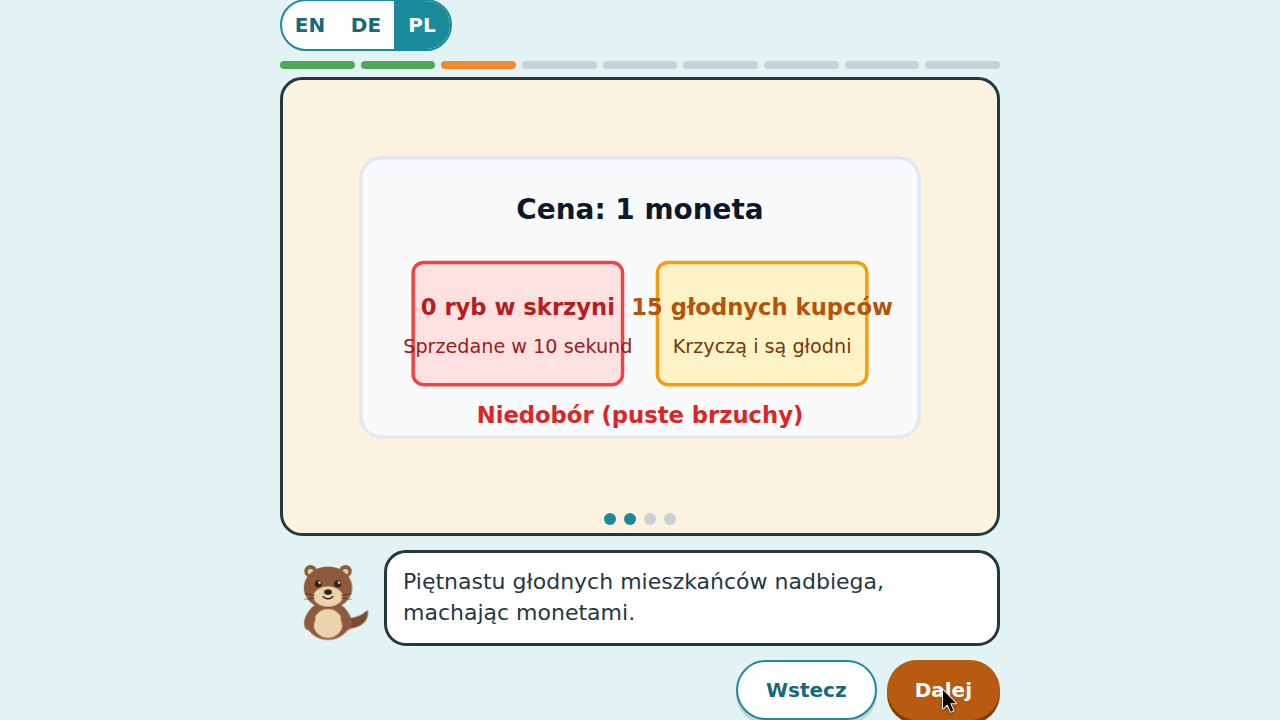 EN DE PL
Cena: 1 moneta
0 ryb w skrzyni
Sprzedane w 10 sekund
15 głodnych kupców
Krzyczą i są głodni
Niedobór (puste brzuchy)
Piętnastu głodnych mieszkańców nadbiega,
machając monetami.
Wstecz
Dalej